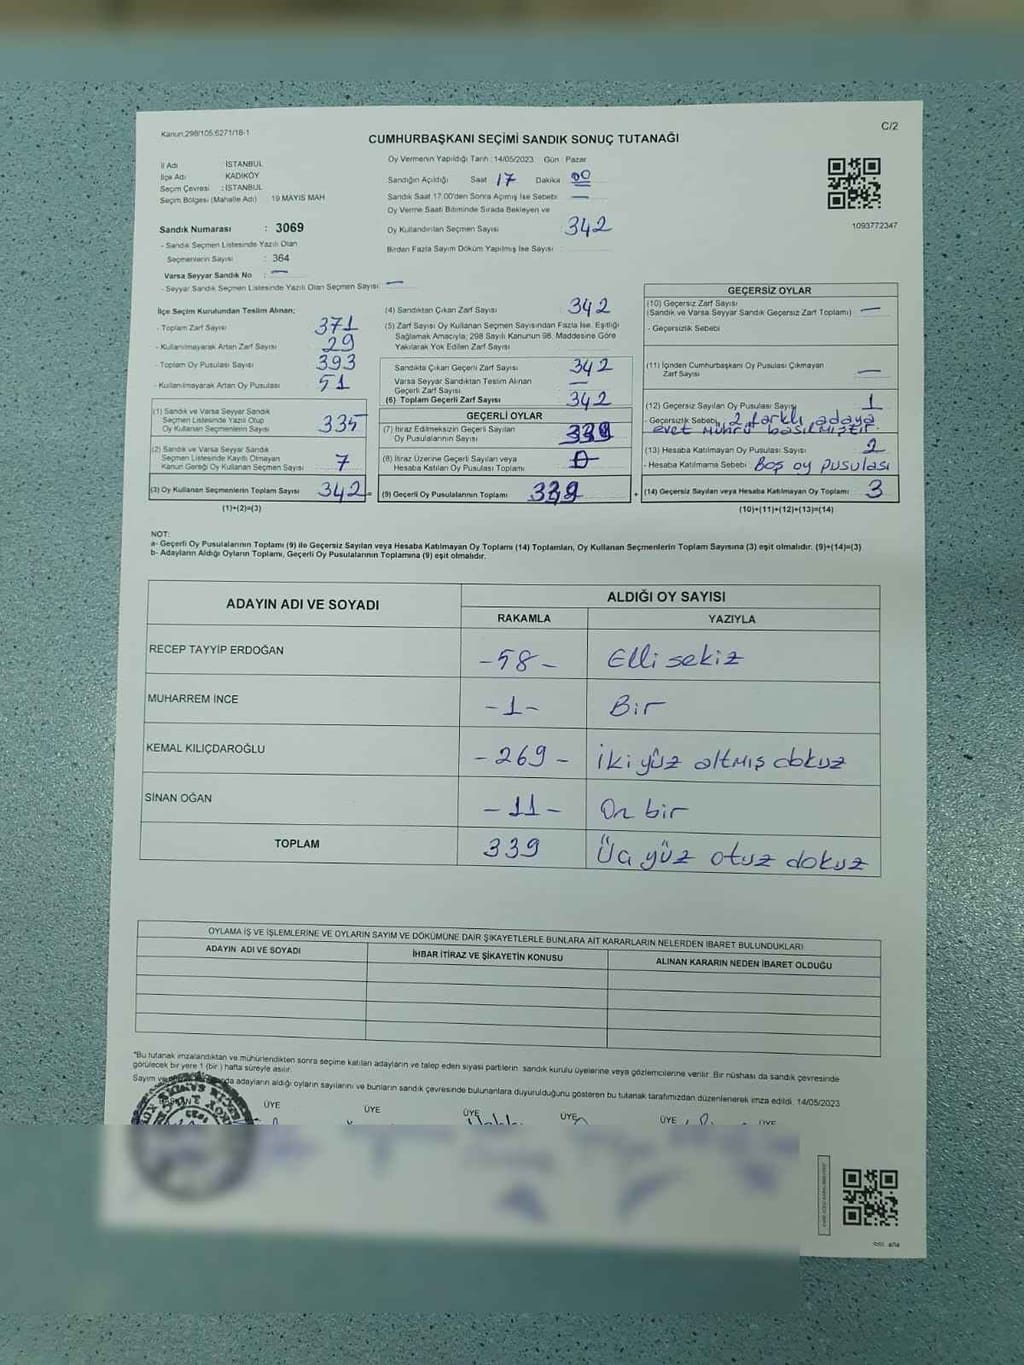 Kanun;298/105;6271/18-1
C/2
CUMHURBAŞKANI SEÇİMİ SANDIK SONUÇ TUTANAĞI
İl Adı İSTANBUL
İlçe Adı KADIKÖY
Seçim Çevresi : İSTANBUL
Seçim Bölgesi (Mahalle Adı) 19 MAYIS MAH
Sandık Numarası : 3069
- Sandık Seçmen Listesinde Yazılı Olan
Seçmenlerin Sayısı : 364
Varsa Seyyar Sandık No : —
- Seyyar Sandık Seçmen Listesinde Yazılı Olan Seçmen Sayısı: —
Oy Vermenin Yapıldığı Tarih :14/05/2023 Gün : Pazar
Sandığın Açıldığı Saat 17 Dakika 00
Sandık Saat 17.00'den Sonra Açılmış İse Sebebi: —
Oy Verme Saati Bitiminde Sırada Bekleyen ve
Oy Kullandırılan Seçmen Sayısı 342
Birden Fazla Sayım Döküm Yapılmış İse Sayısı :
1093772347
İlçe Seçim Kurulundan Teslim Alınan;
- Toplam Zarf Sayısı 371
- Kullanılmayarak Artan Zarf Sayısı 29
- Toplam Oy Pusulası Sayısı 393
- Kullanılmayarak Artan Oy Pusulası 51
(1) Sandık ve Varsa Seyyar Sandık
Seçmen Listesinde Yazılı Olup
Oy Kullanan Seçmenlerin Sayısı 335
(2) Sandık ve Varsa Seyyar Sandık
Seçmen Listesinde Kayıtlı Olmayan
Kanun Gereği Oy Kullanan Seçmen Sayısı 7
(3) Oy Kullanan Seçmenlerin Toplam Sayısı 342
(1)+(2)=(3)
(4) Sandıktan Çıkan Zarf Sayısı 342
(5) Zarf Sayısı Oy Kullanan Seçmen Sayısından Fazla İse, Eşitliği
Sağlamak Amacıyla; 298 Sayılı Kanunun 98. Maddesine Göre
Yakılarak Yok Edilen Zarf Sayısı
Sandıkta Çıkan Geçerli Zarf Sayısı 342
Varsa Seyyar Sandıktan Teslim Alınan
Geçerli Zarf Sayısı —
(6) Toplam Geçerli Zarf Sayısı 342
GEÇERLİ OYLAR
(7) İtiraz Edilmeksizin Geçerli Sayılan
Oy Pusulalarının Sayısı 339
(8) İtiraz Üzerine Geçerli Sayılan veya
Hesaba Katılan Oy Pusulası Toplamı 0
(9) Geçerli Oy Pusulalarının Toplamı 339
GEÇERSİZ OYLAR
(10) Geçersiz Zarf Sayısı
(Sandık ve Varsa Seyyar Sandık Geçersiz Zarf Toplamı) —
- Geçersizlik Sebebi
(11) İçinden Cumhurbaşkanı Oy Pusulası Çıkmayan
Zarf Sayısı —
(12) Geçersiz Sayılan Oy Pusulası Sayısı 1
- Geçersizlik Sebebi 2 farklı adaya
evet mührü basılmıştır
(13) Hesaba Katılmayan Oy Pusulası Sayısı 2
- Hesaba Katılmama Sebebi : Boş oy pusulası
(14) Geçersiz Sayılan veya Hesaba Katılmayan Oy Toplamı 3
(10)+(11)+(12)+(13)=(14)
NOT:
a- Geçerli Oy Pusulalarının Toplamı (9) ile Geçersiz Sayılan veya Hesaba Katılmayan Oy Toplamı (14) Toplamları, Oy Kullanan Seçmenlerin Toplam Sayısına (3) eşit olmalıdır. (9)+(14)=(3)
b- Adayların Aldığı Oyların Toplamı, Geçerli Oy Pusulalarının Toplamına (9) eşit olmalıdır.
ADAYIN ADI VE SOYADI
ALDIĞI OY SAYISI
RAKAMLA YAZIYLA
RECEP TAYYİP ERDOĞAN -58- Elli sekiz
MUHARREM İNCE -1- Bir
KEMAL KILIÇDAROĞLU -269- iki yüz altmış dokuz
SİNAN OĞAN -11- On bir
TOPLAM 339 Üç yüz otuz dokuz
OYLAMA İŞ VE İŞLEMLERİNE VE OYLARIN SAYIM VE DÖKÜMÜNE DAİR ŞİKAYETLERLE BUNLARA AİT KARARLARIN NELERDEN İBARET BULUNDUKLARI
ADAYIN ADI VE SOYADI İHBAR İTİRAZ VE ŞİKAYETİN KONUSU ALINAN KARARIN NEDEN İBARET OLDUĞU
"Bu tutanak imzalandıktan ve mühürlendikten sonra seçime katılan adayların ve talep eden siyasi partilerin sandık kurulu üyelerine veya gözlemcilerine verilir. Bir nüshası da sandık çevresinde
görülecek bir yere 1 (bir ) hafta süreyle asılır.
Sayım ve adayların aldığı oyların sayılarını ve bunların sandık çevresinde bulunanlara duyurulduğunu gösteren bu tutanak tarafımızdan düzenlenerek imza edildi. 14/05/2023
ÜYE ÜYE ÜYE ÜYE ÜYE ÜYE